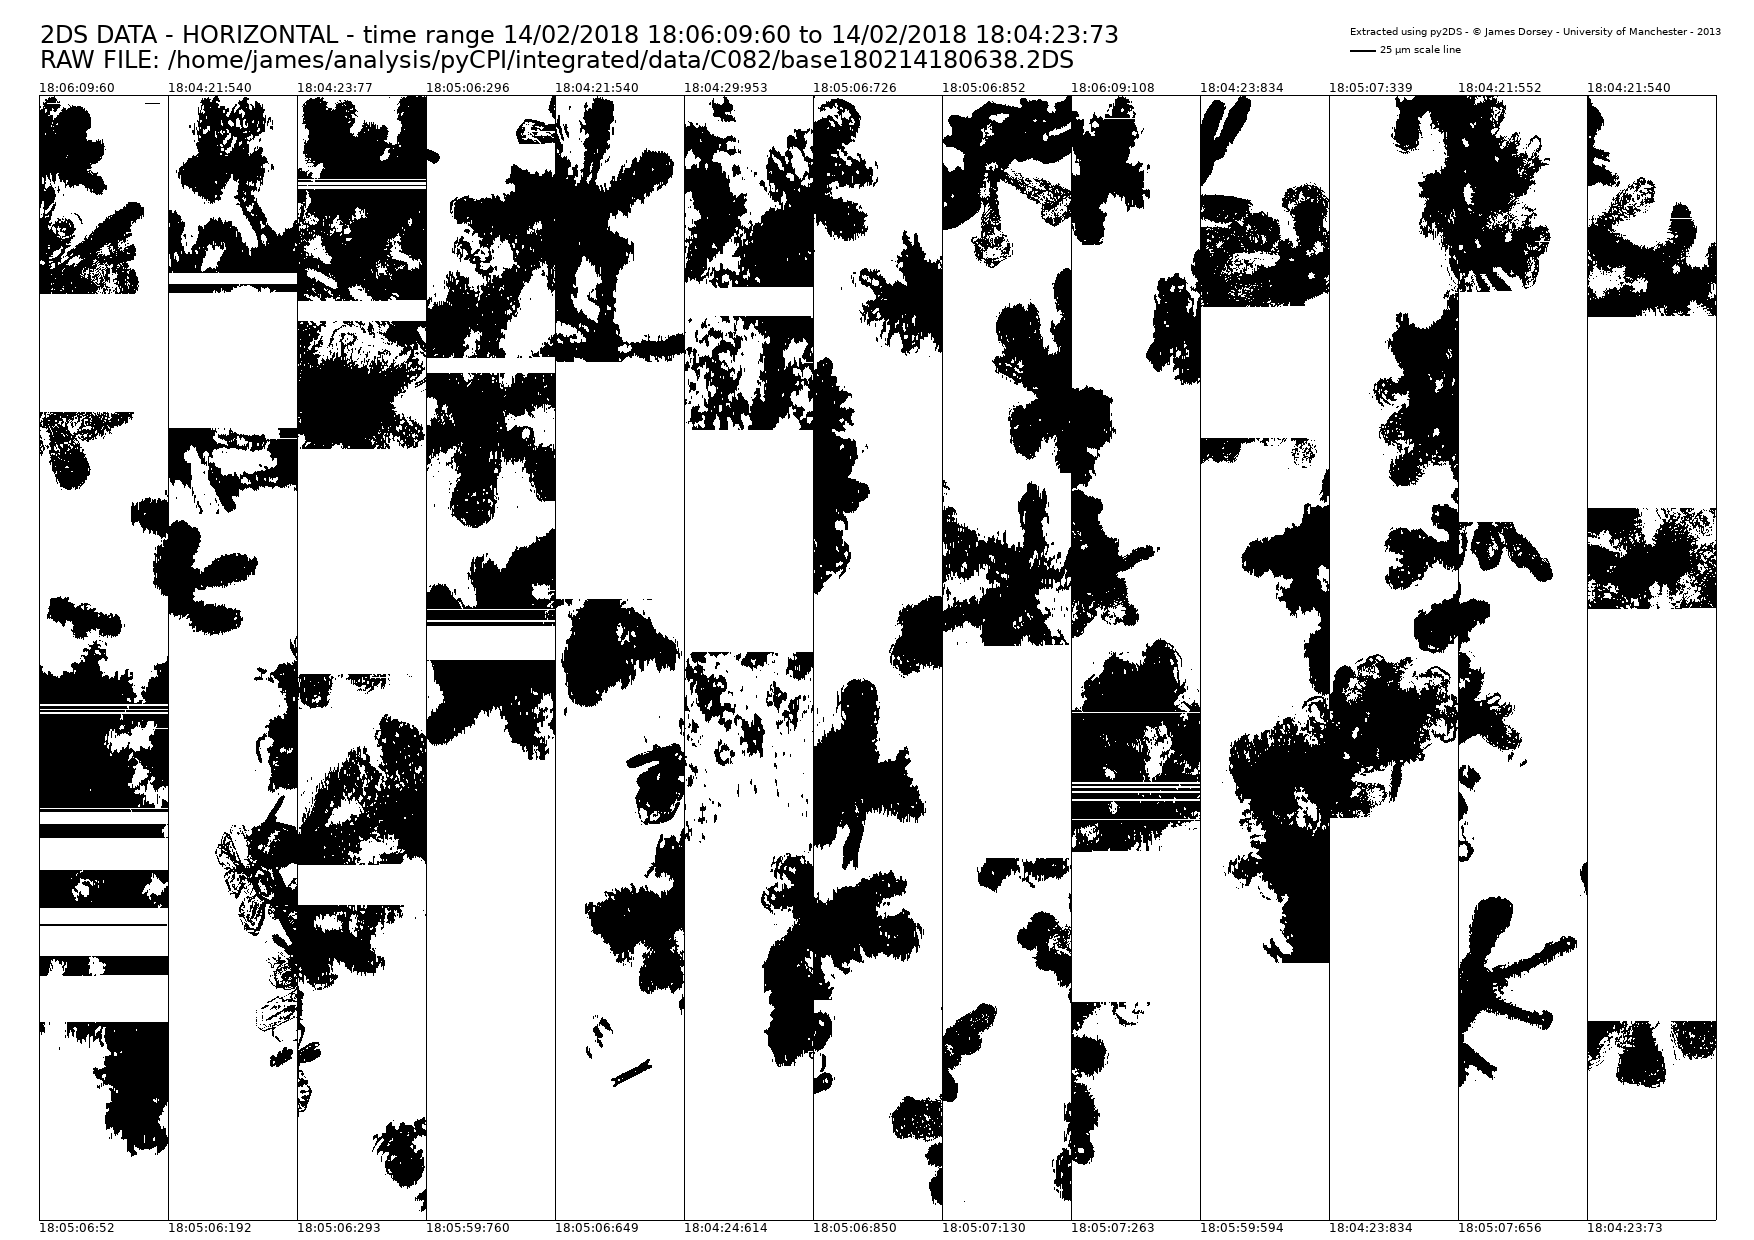 2DS DATA - HORIZONTAL - time range 14/02/2018 18:06:09:60 to 14/02/2018 18:04:23:73
RAW FILE: /home/james/analysis/pyCPI/integrated/data/C082/base180214180638.2DS
Extracted using py2DS - © James Dorsey - University of Manchester - 2013
25 µm scale line
18:06:09:60 18:04:21:540 18:04:23:77 18:05:06:296 18:04:21:540 18:04:29:953 18:05:06:726 18:05:06:852 18:06:09:108 18:04:23:834 18:05:07:339 18:04:21:552 18:04:21:540
18:05:06:52 18:05:06:192 18:05:06:293 18:05:59:760 18:05:06:649 18:04:24:614 18:05:06:850 18:05:07:130 18:05:07:263 18:05:59:594 18:04:23:834 18:05:07:656 18:04:23:73